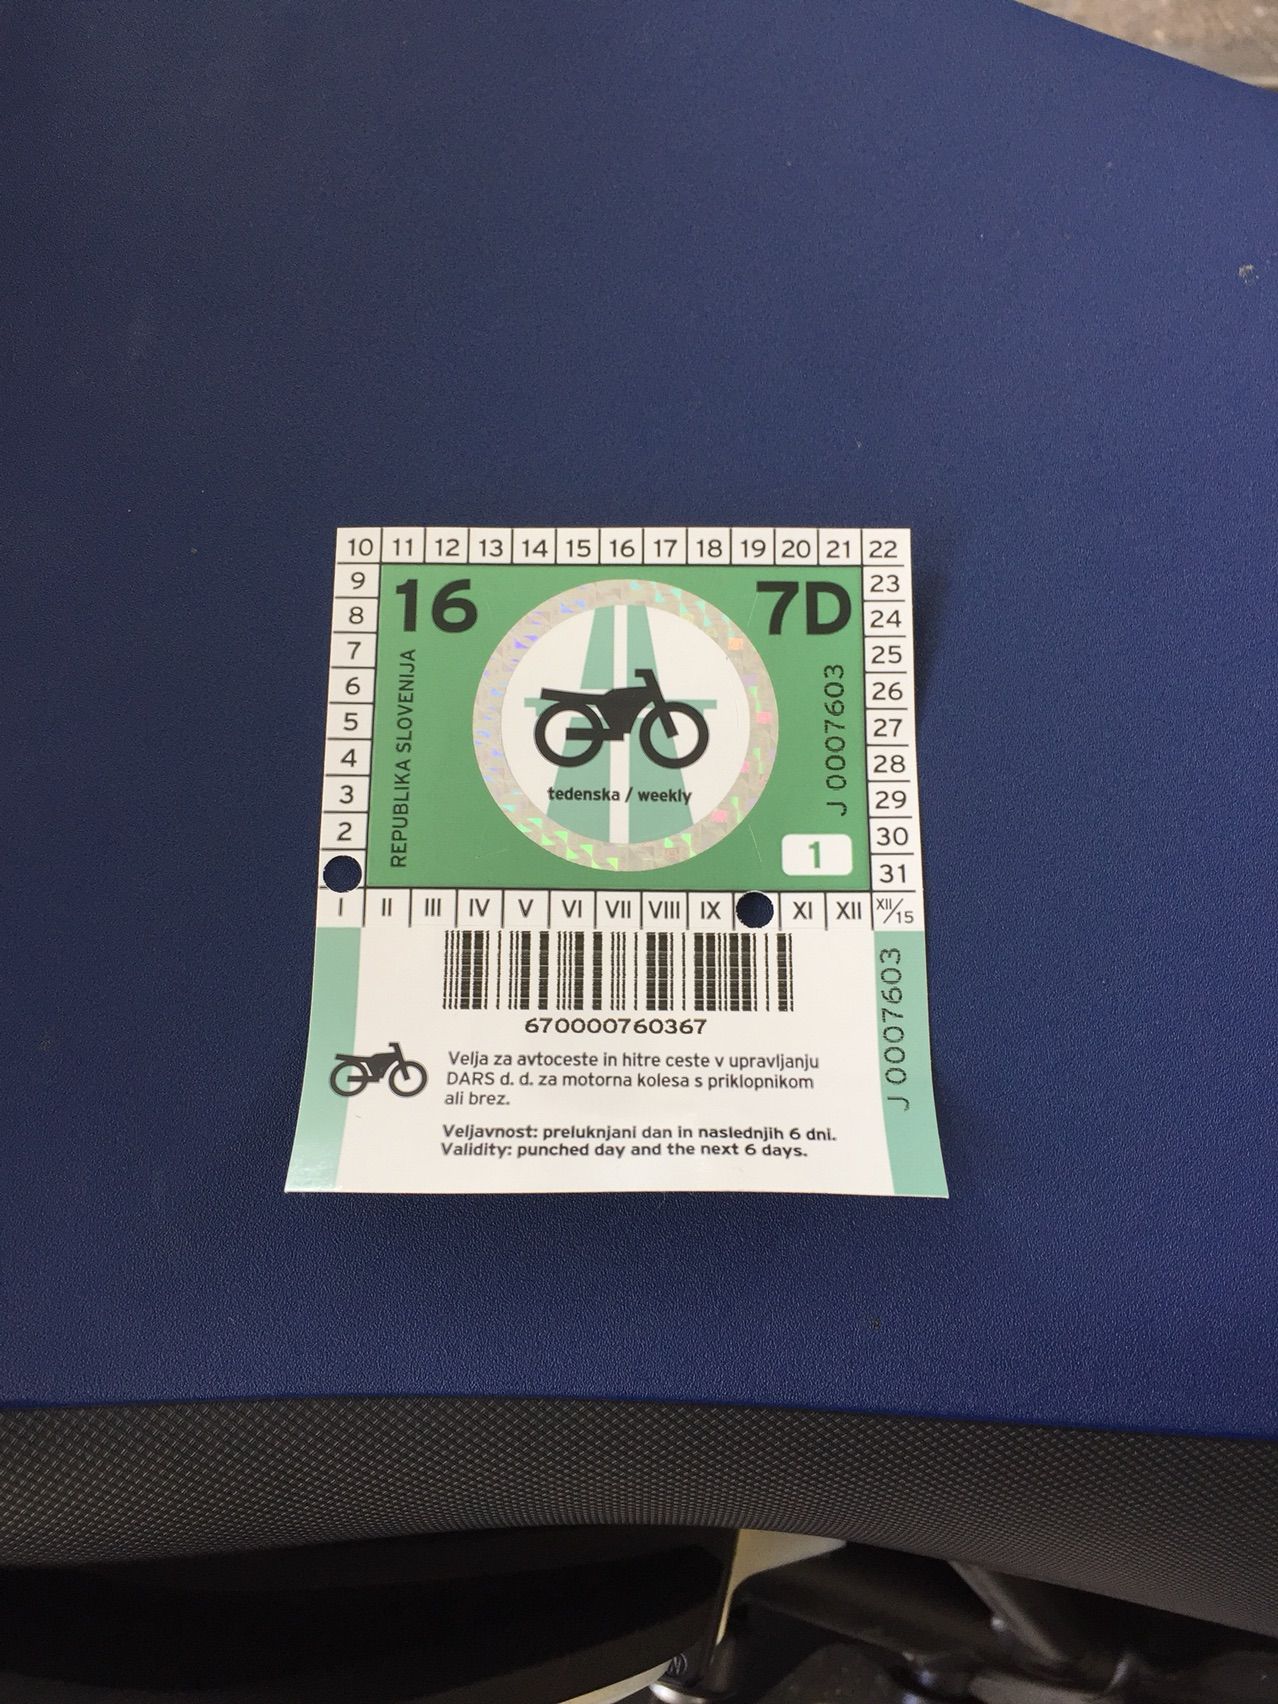 10 11 12 13 14 15 16 17 18 19 20 21 22
9
8
7
6
5
4
3
2
16
7D
REPUBLIKA SLOVENIJA
tedenska / weekly
J 0007603
1
23
24
25
26
27
28
29
30
31
I II III IV V VI VII VIII IX XI XII XII/15
670000760367
J 0007603
Velja za avtoceste in hitre ceste v upravljanju
DARS d. d. za motorna kolesa s priklopnikom
ali brez.
Veljavnost: preluknjani dan in naslednjih 6 dni.
Validity: punched day and the next 6 days.